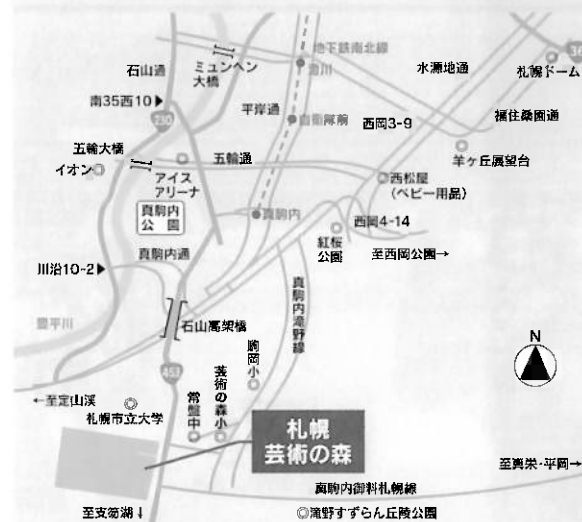 地下鉄南北線
澄川
水源地通
札幌ドーム
石山通
ミュンヘン
大橋
南35西10
平岸通
自衛隊前
西岡3-9
福住桑園通
230
五輪大橋
イオン
アイス
アリーナ
五輪通
羊ヶ丘展望台
西松屋
(ベビー用品)
真駒内
公園
真駒内
西岡4-14
紅桜
公園
至西岡公園→
真駒内通
川沿10-2
豊平川
石山高架橋
真駒内滝野線
N
453
駒岡小
芸術の森小
常盤中
←至定山渓
札幌市立大学
札幌
芸術の森
至真栄・平岡→
真駒内御料札幌線
至支笏湖↓
滝野すずらん丘陵公園